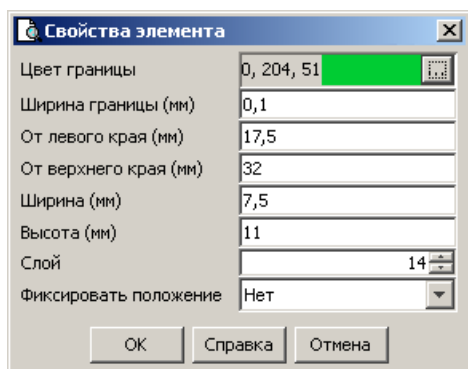 Свойства элемента
Цвет границы 0, 204, 51 ...
Ширина границы (мм) 0,1
От левого края (мм) 17,5
От верхнего края (мм) 32
Ширина (мм) 7,5
Высота (мм) 11
Слой 14
Фиксировать положение Нет
ОК Справка Отмена